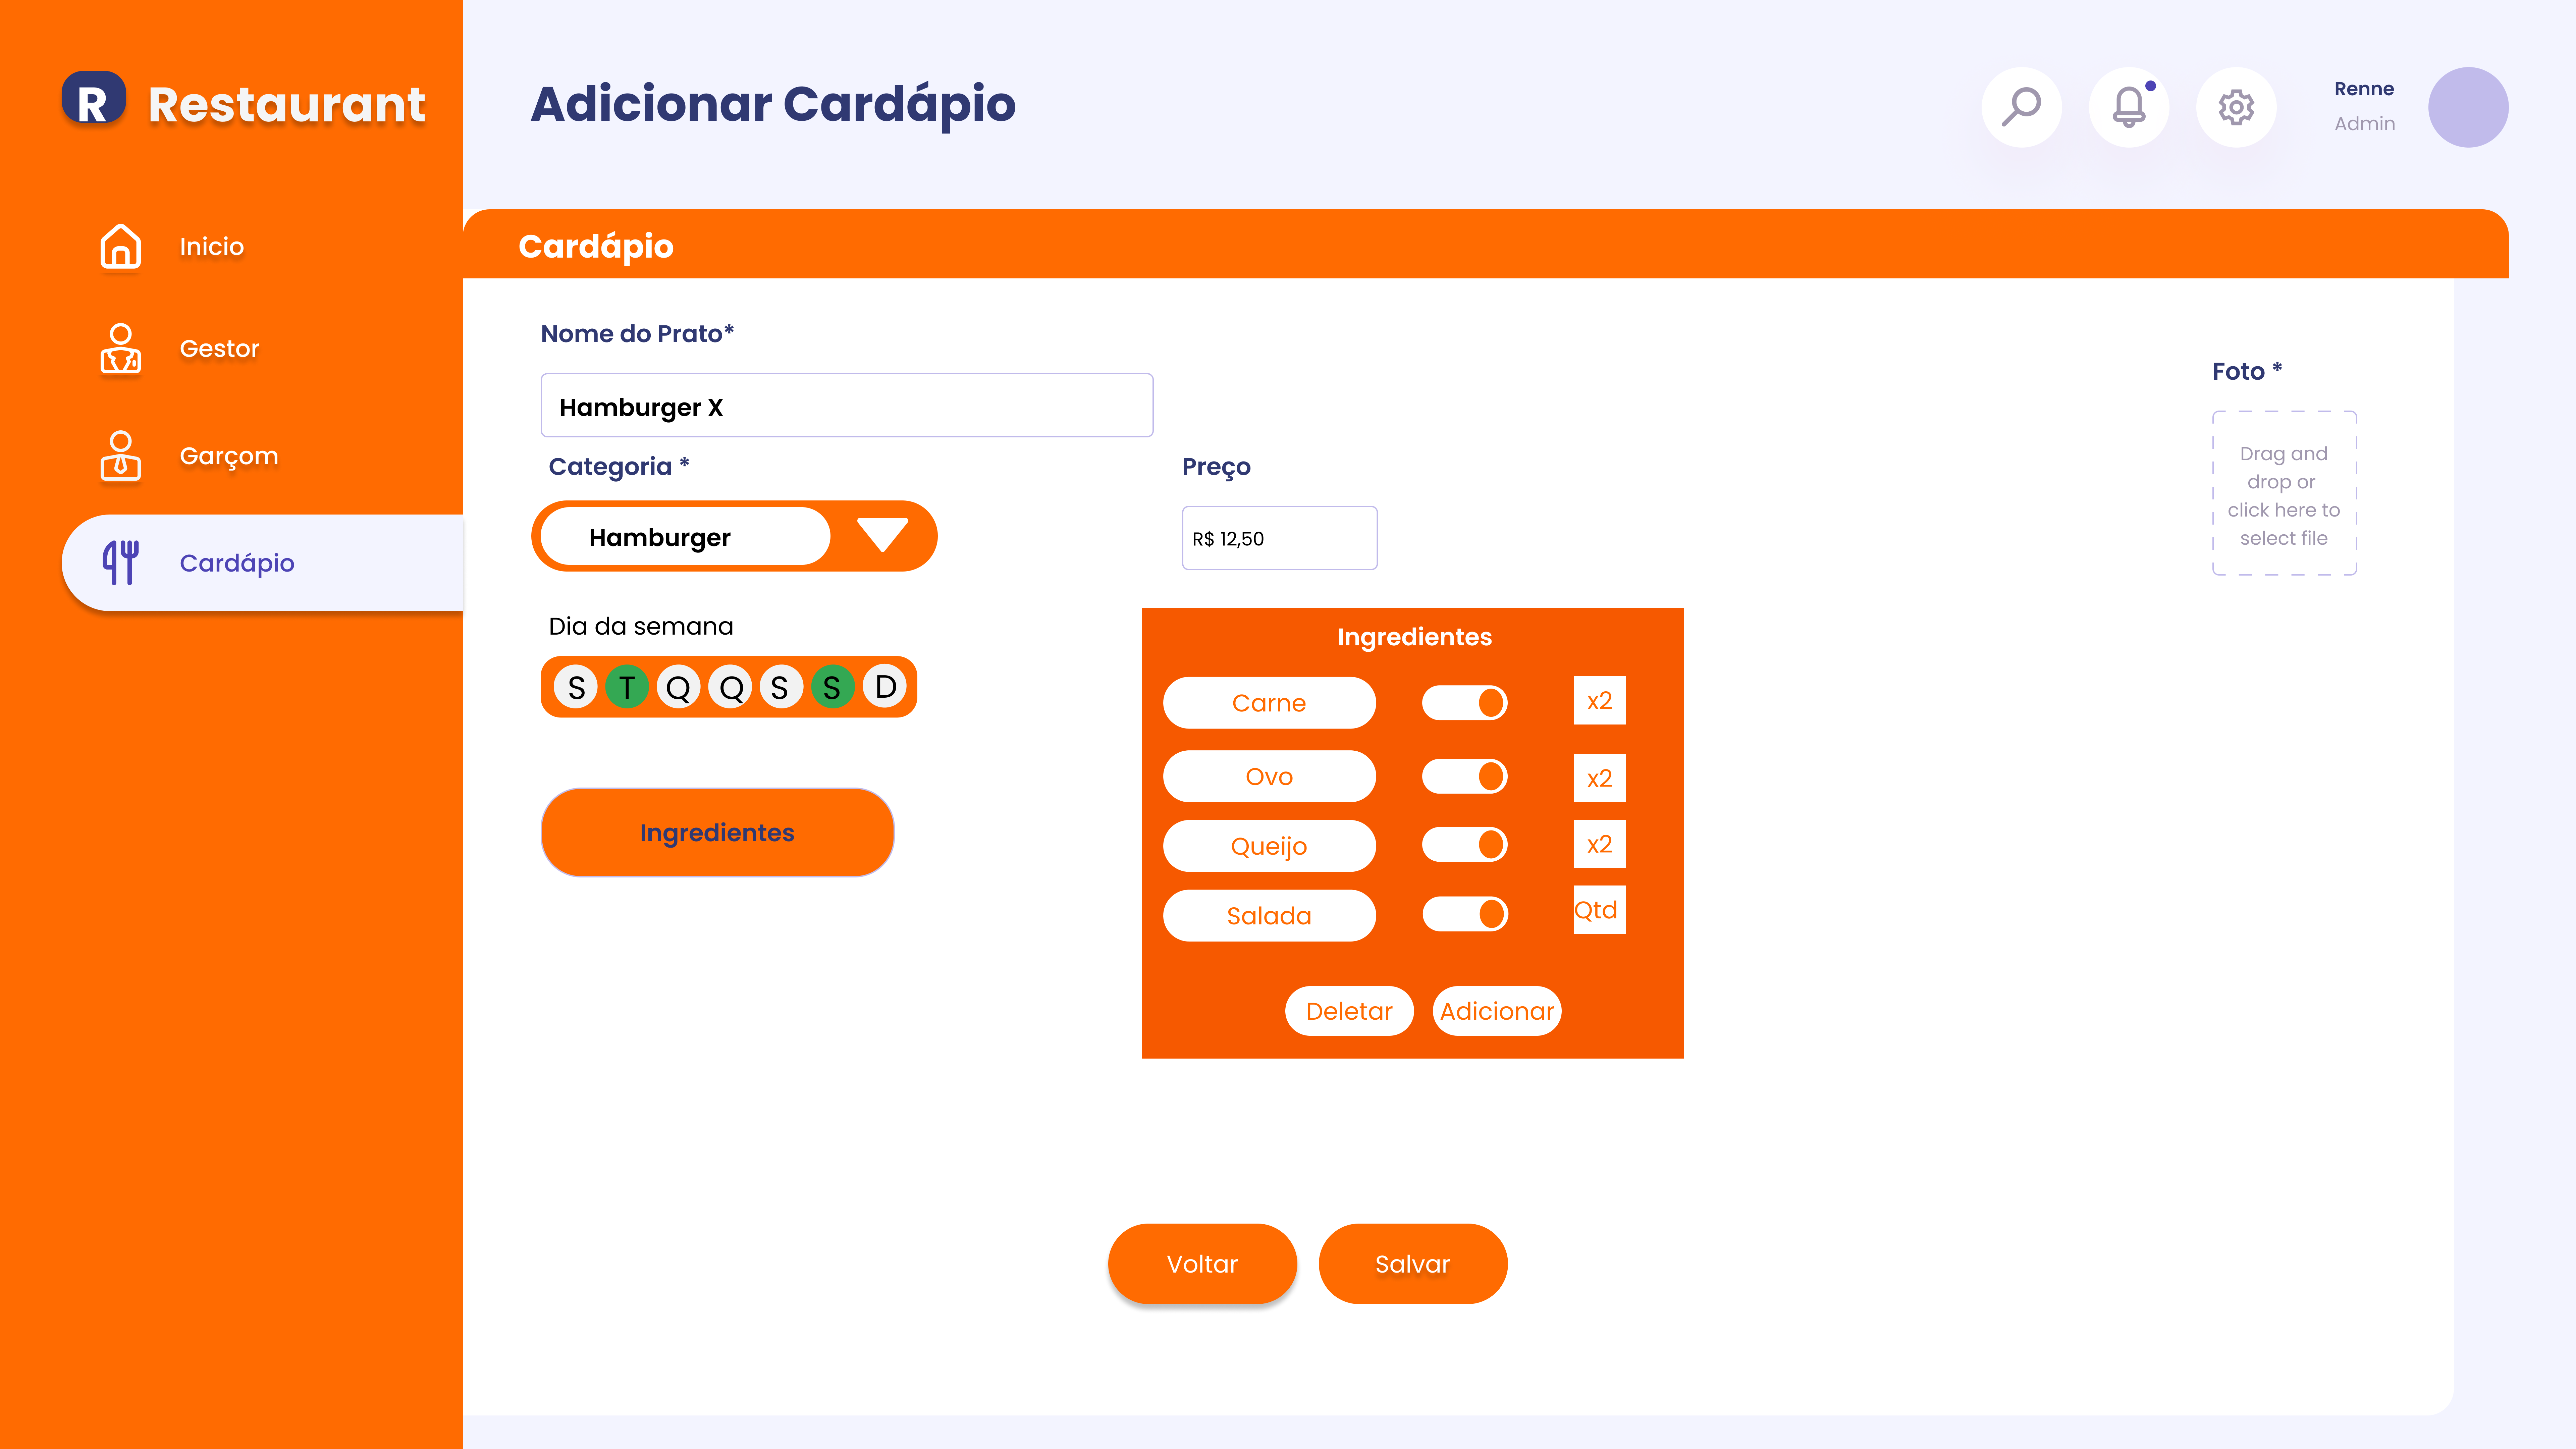 R Restaurant
Adicionar Cardápio
Renne
Admin
Inicio
Gestor
Garçom
Cardápio
Cardápio
Nome do Prato*
Hamburger X
Categoria *
Hamburger
Preço
R$ 12,50
Foto *
Drag and
drop or
click here to
select file
Dia da semana
S T Q Q S S D
Ingredientes
Ingredientes
Carne x2
Ovo x2
Queijo x2
Salada Qtd
Deletar Adicionar
Voltar Salvar